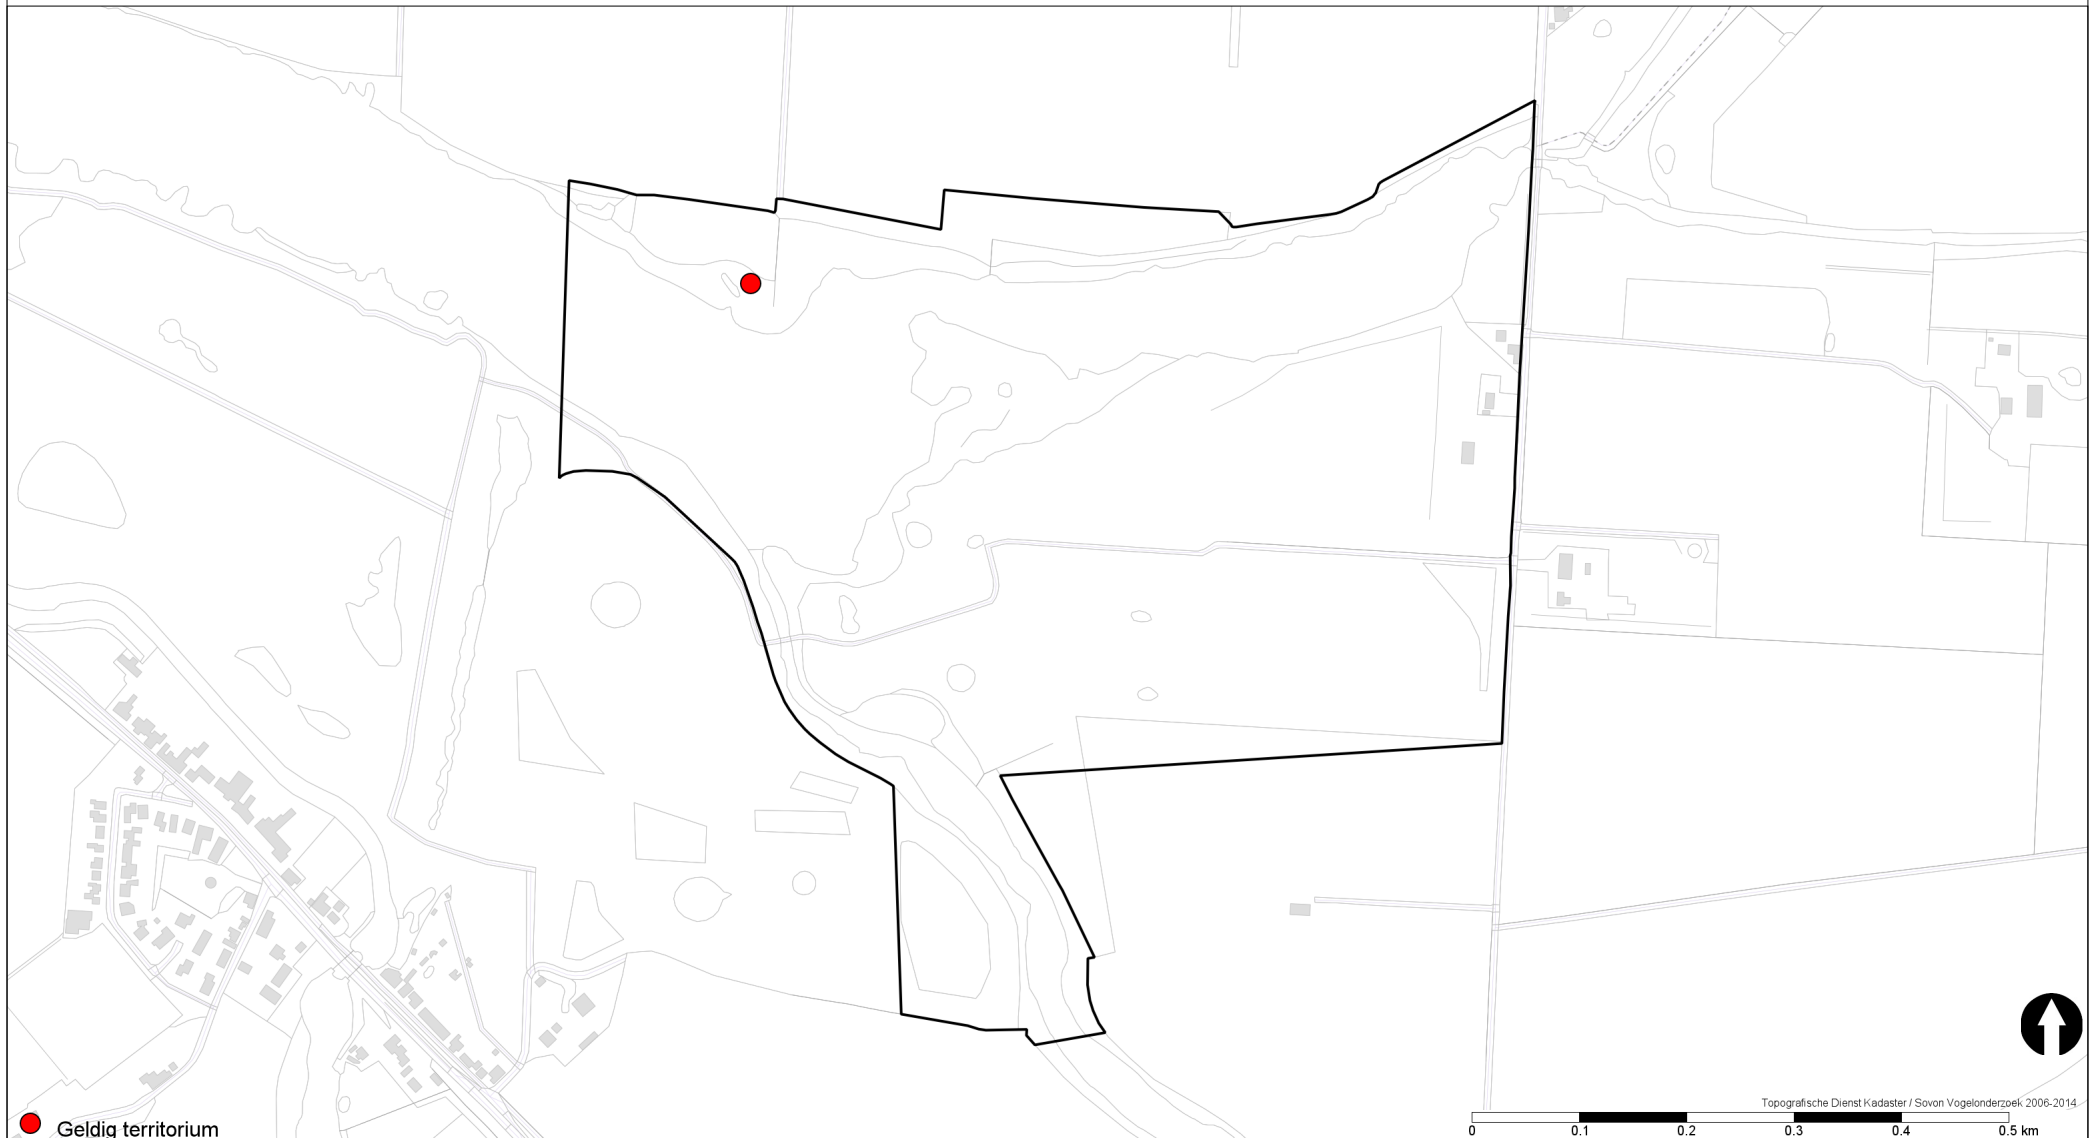 Topografische Dienst Kadaster / Sovon Vogelonderzoek 2006-2014
0 0.1 0.2 0.3 0.4 0.5 km
Geldig territorium